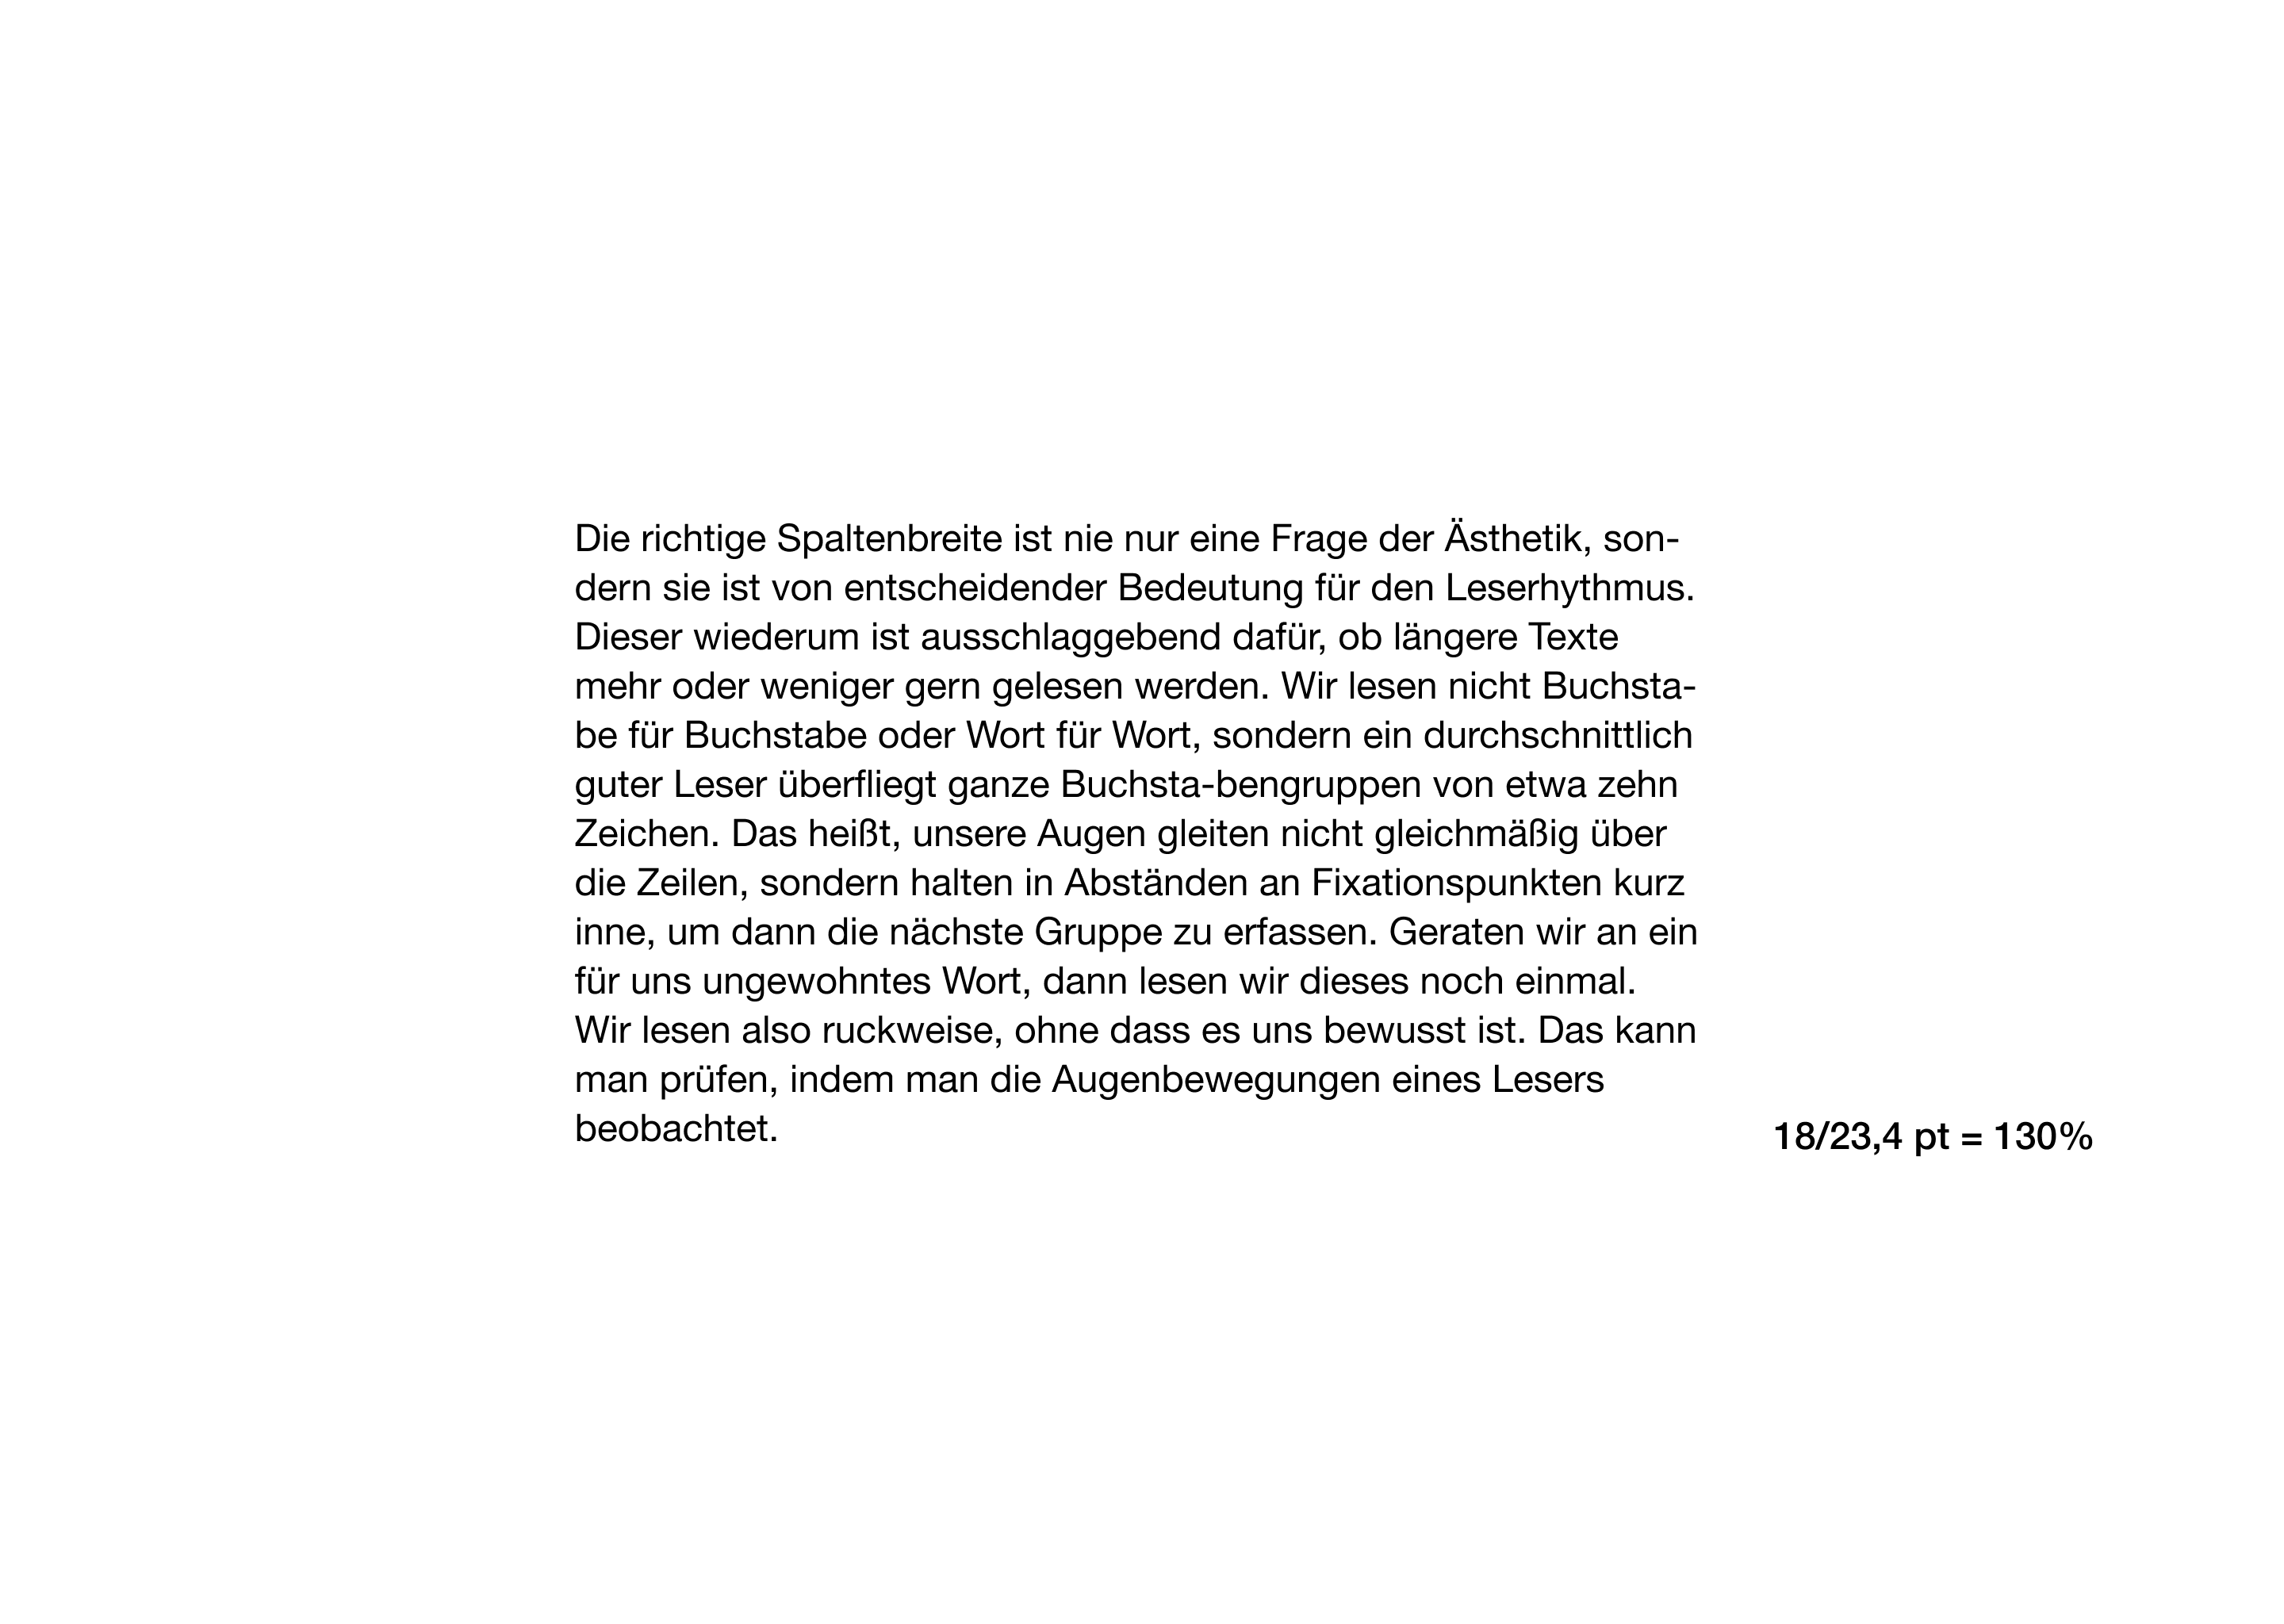 Die richtige Spaltenbreite ist nie nur eine Frage der Ästhetik, son-
dern sie ist von entscheidender Bedeutung für den Leserhythmus.
Dieser wiederum ist ausschlaggebend dafür, ob längere Texte
mehr oder weniger gern gelesen werden. Wir lesen nicht Buchsta-
be für Buchstabe oder Wort für Wort, sondern ein durchschnittlich
guter Leser überfliegt ganze Buchsta-bengruppen von etwa zehn
Zeichen. Das heißt, unsere Augen gleiten nicht gleichmäßig über
die Zeilen, sondern halten in Abständen an Fixationspunkten kurz
inne, um dann die nächste Gruppe zu erfassen. Geraten wir an ein
für uns ungewohntes Wort, dann lesen wir dieses noch einmal.
Wir lesen also ruckweise, ohne dass es uns bewusst ist. Das kann
man prüfen, indem man die Augenbewegungen eines Lesers
beobachtet.
18/23,4 pt = 130%